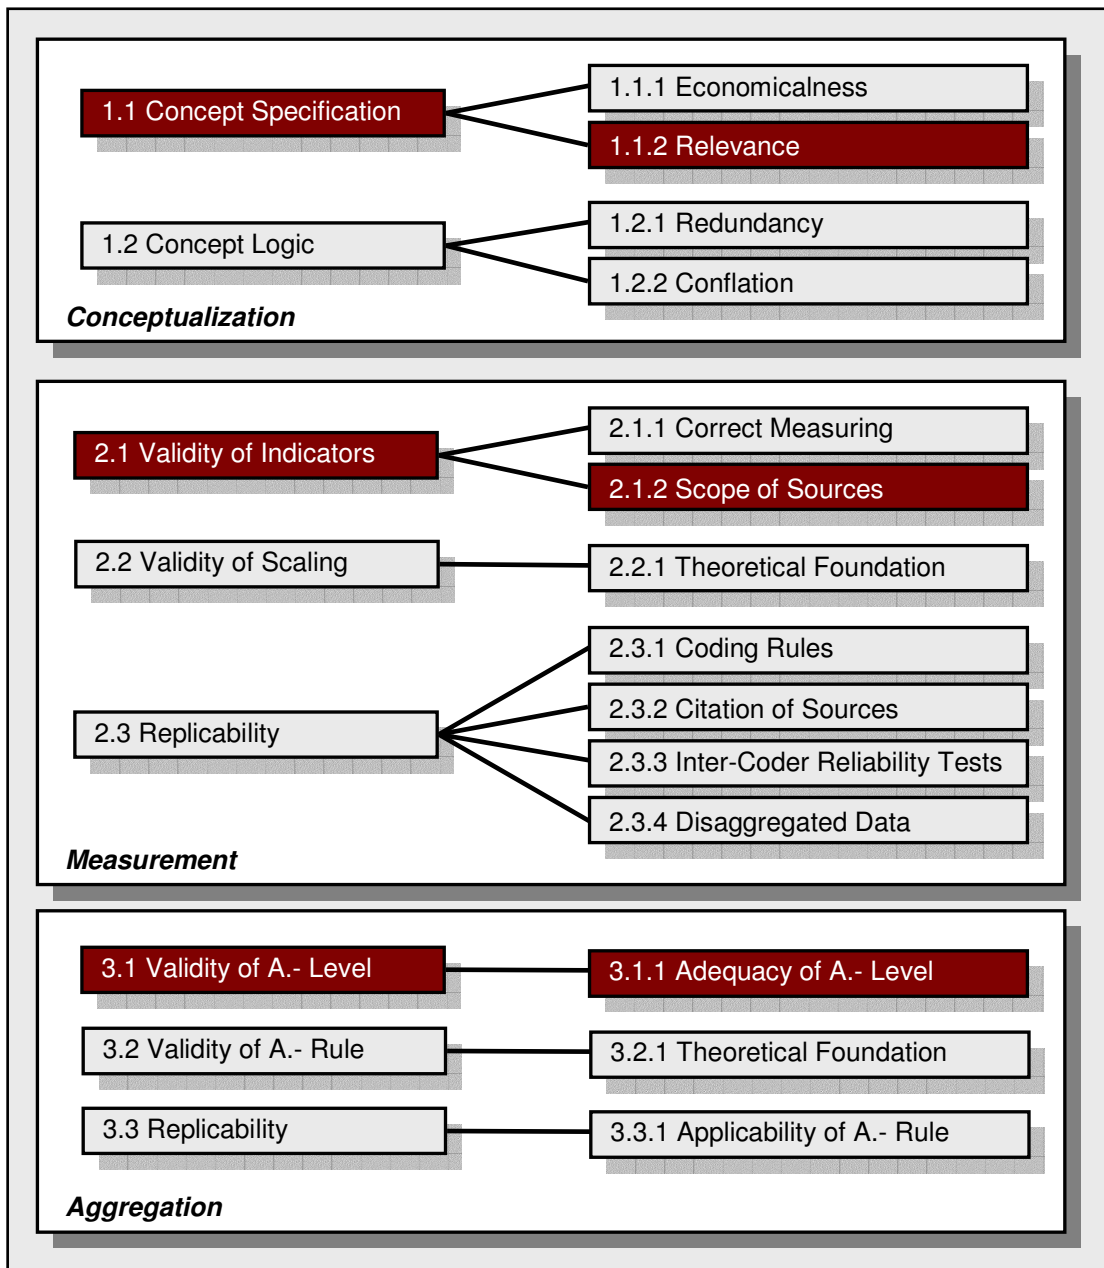 1.1 Concept Specification
1.1.1 Economicalness
1.1.2 Relevance
1.2 Concept Logic
1.2.1 Redundancy
1.2.2 Conflation
Conceptualization
2.1 Validity of Indicators
2.1.1 Correct Measuring
2.1.2 Scope of Sources
2.2 Validity of Scaling
2.2.1 Theoretical Foundation
2.3 Replicability
2.3.1 Coding Rules
2.3.2 Citation of Sources
2.3.3 Inter-Coder Reliability Tests
2.3.4 Disaggregated Data
Measurement
3.1 Validity of A.- Level
3.1.1 Adequacy of A.- Level
3.2 Validity of A.- Rule
3.2.1 Theoretical Foundation
3.3 Replicability
3.3.1 Applicability of A.- Rule
Aggregation